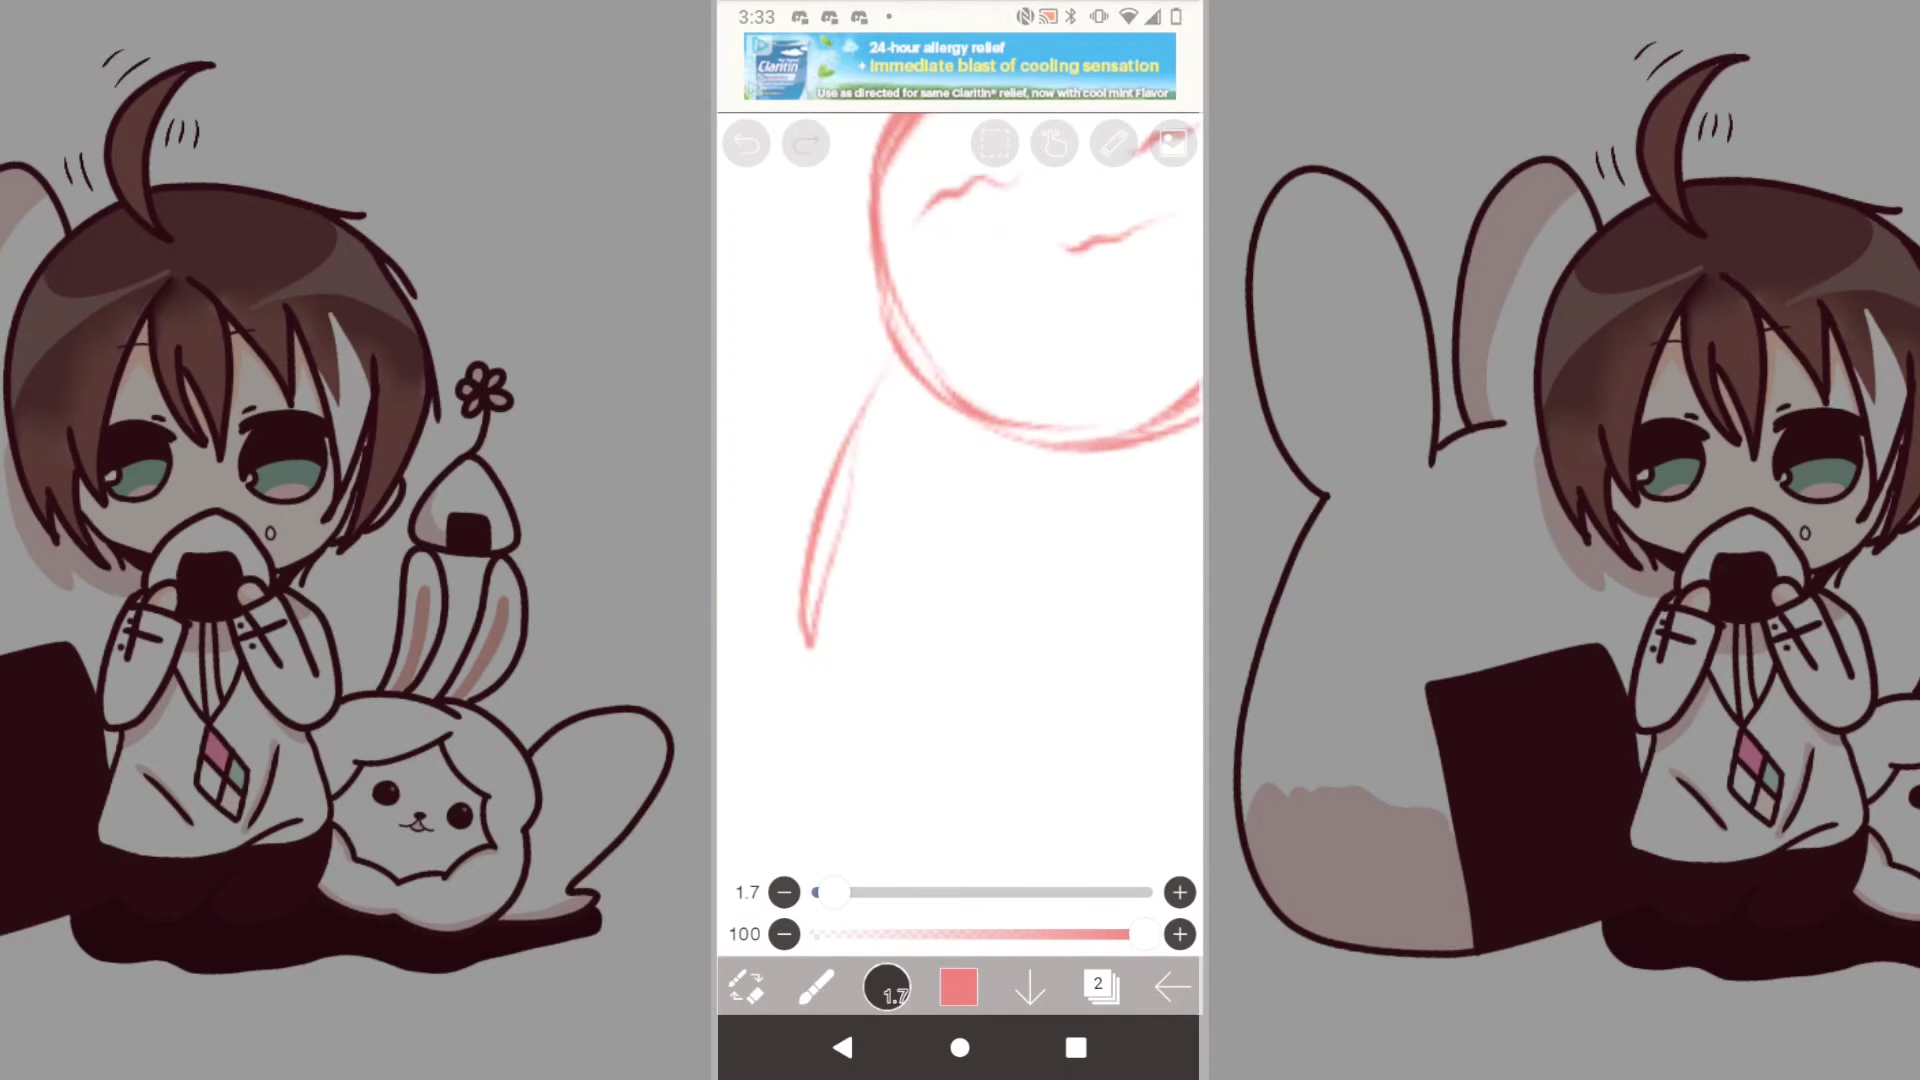 3:33
24-hour allergy relief
Claritin
+ Immediate blast of cooling sensation
Use as directed for same Claritin® relief, now with cool mint Flavor
1.7
100
1.7
2